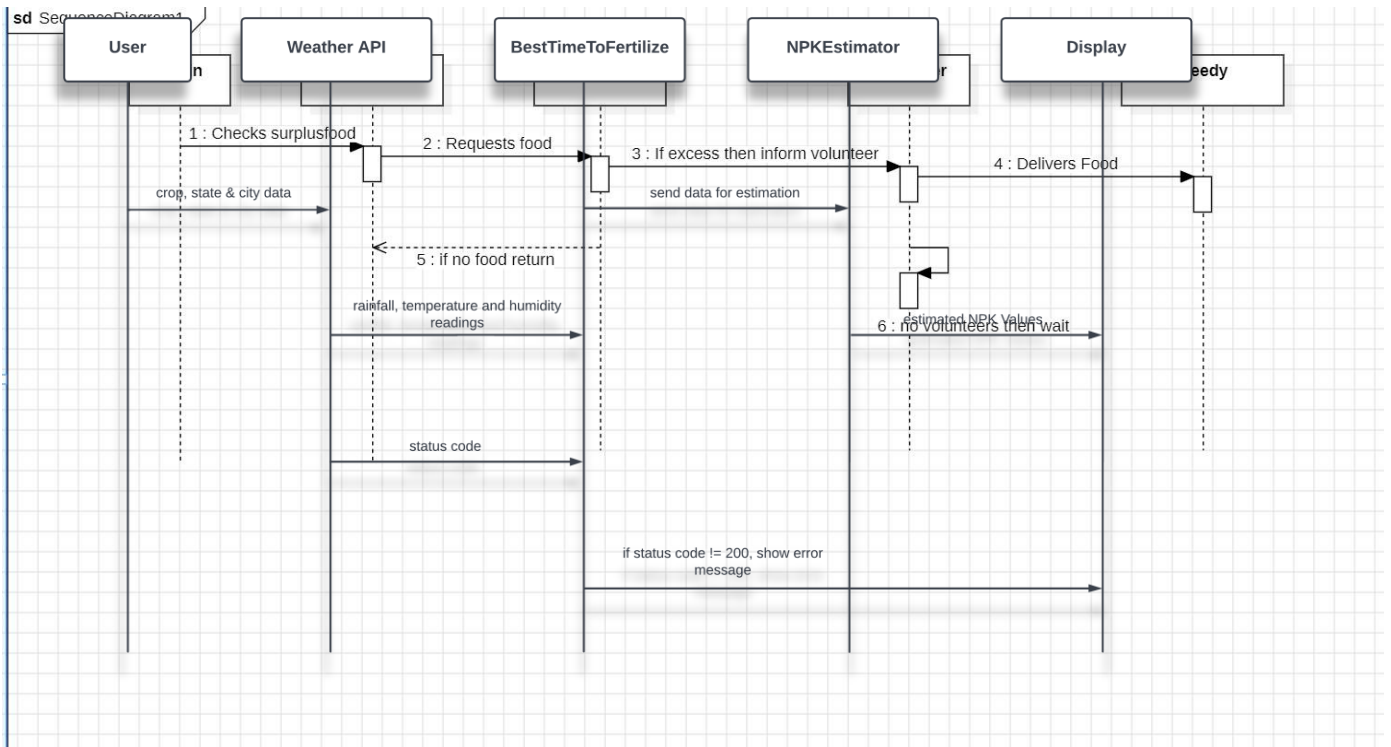 sd SequenceDiagram1
User
Weather API
BestTimeToFertilize
NPKEstimator
Display
1 : Checks surplusfood
2 : Requests food
3 : If excess then inform volunteer
4 : Delivers Food
crop, state & city data
send data for estimation
5 : if no food return
rainfall, temperature and humidity
readings
estimated NPK Values
6 : no volunteers then wait
status code
if status code != 200, show error
message